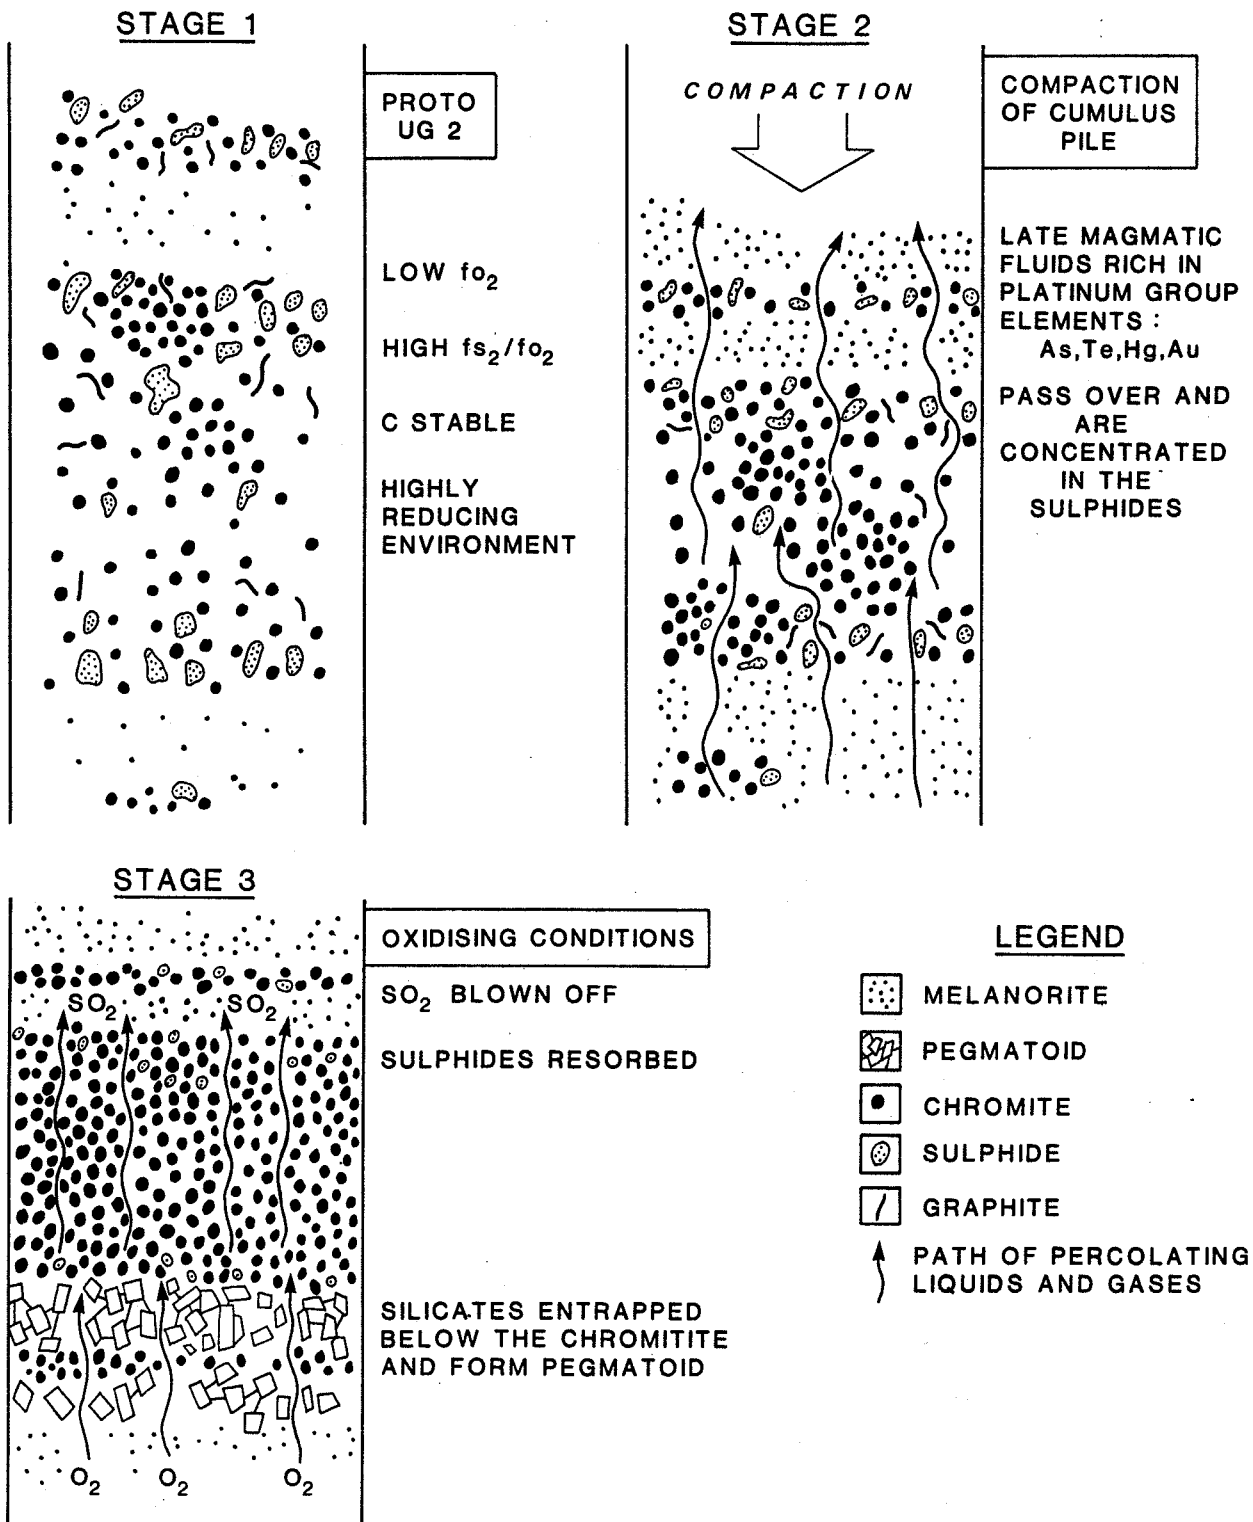 STAGE 1
PROTO
UG 2
LOW fo₂
HIGH fs₂/fo₂
C STABLE
HIGHLY
REDUCING
ENVIRONMENT
STAGE 2
COMPACTION
COMPACTION
OF CUMULUS
PILE
LATE MAGMATIC
FLUIDS RICH IN
PLATINUM GROUP
ELEMENTS :
As,Te,Hg,Au
PASS OVER AND
ARE
CONCENTRATED
IN THE
SULPHIDES
STAGE 3
SO₂ SO₂
O₂ O₂ O₂
OXIDISING CONDITIONS
SO₂ BLOWN OFF
SULPHIDES RESORBED
SILICATES ENTRAPPED
BELOW THE CHROMITITE
AND FORM PEGMATOID
LEGEND
MELANORITE
PEGMATOID
CHROMITE
SULPHIDE
GRAPHITE
PATH OF PERCOLATING
LIQUIDS AND GASES